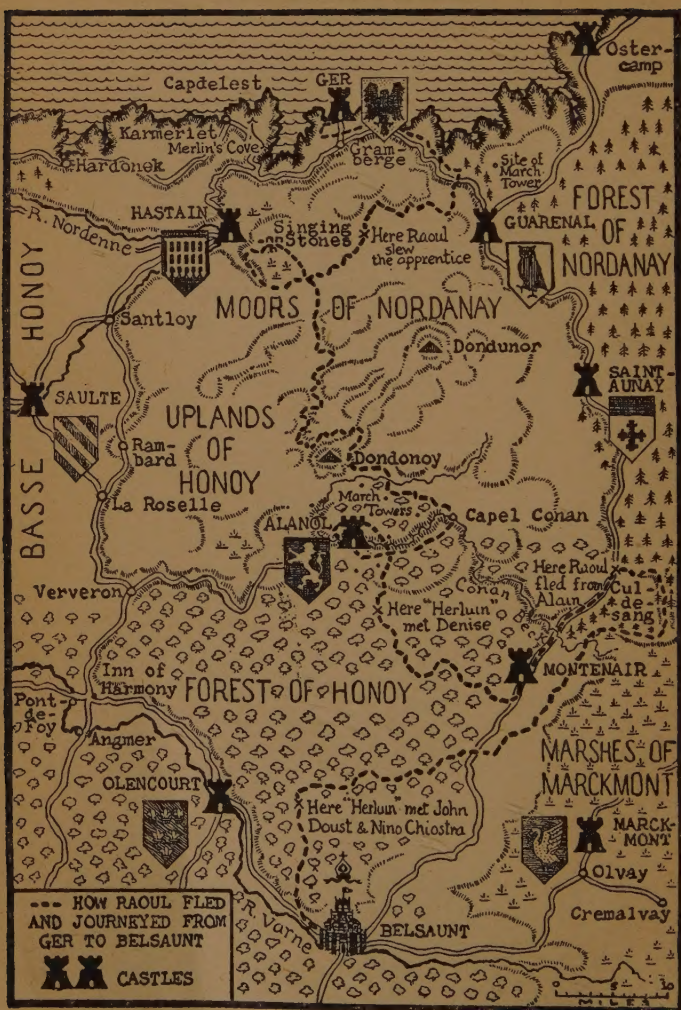 Oster-
camp
Capdelest
GER
Karmeriet
Merlin's Cove
Gram-
berge
Hardonek
Site of
March
Tower
FOREST
OF
NORDANAY
R. Nordenne
HASTAIN
Singing
Stones
Here Raoul
slew
the apprentice
GUARENAL
MOORS OF NORDANAY
Santloy
Dondunor
SAINT-
AUNAY
SAULTE
BASSE HONOY
UPLANDS
OF
HONOY
Ram-
bard
Dondonoy
La Roselle
March
Towers
Capel Conan
ALANOL
Here Raoul
fled from
Alain
Cul-
de-
sang
Ververon
Conan
Here "Herluin"
met Denise
Inn of
Harmony
FOREST OF HONOY
MONTENAIR
Pont-
de-
Foy
Angmer
MARSHES OF
MARCKMONT
OLENCOURT
Here "Herluin" met John
Doust & Nino Chiostra
MARCK-
MONT
Olvay
Cremalvay
--- HOW RAOUL FLED
AND JOURNEYED FROM
GER TO BELSAUNT
CASTLES
R. Varne
BELSAUNT
0 5 10
MILES